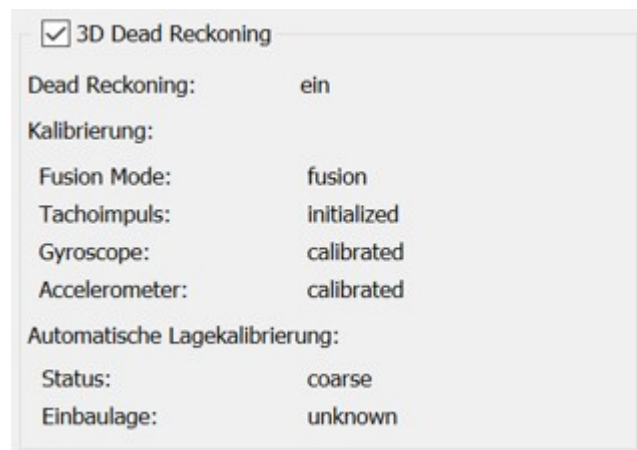 3D Dead Reckoning
Dead Reckoning: ein
Kalibrierung:
Fusion Mode: fusion
Tachoimpuls: initialized
Gyroscope: calibrated
Accelerometer: calibrated
Automatische Lagekalibrierung:
Status: coarse
Einbaulage: unknown